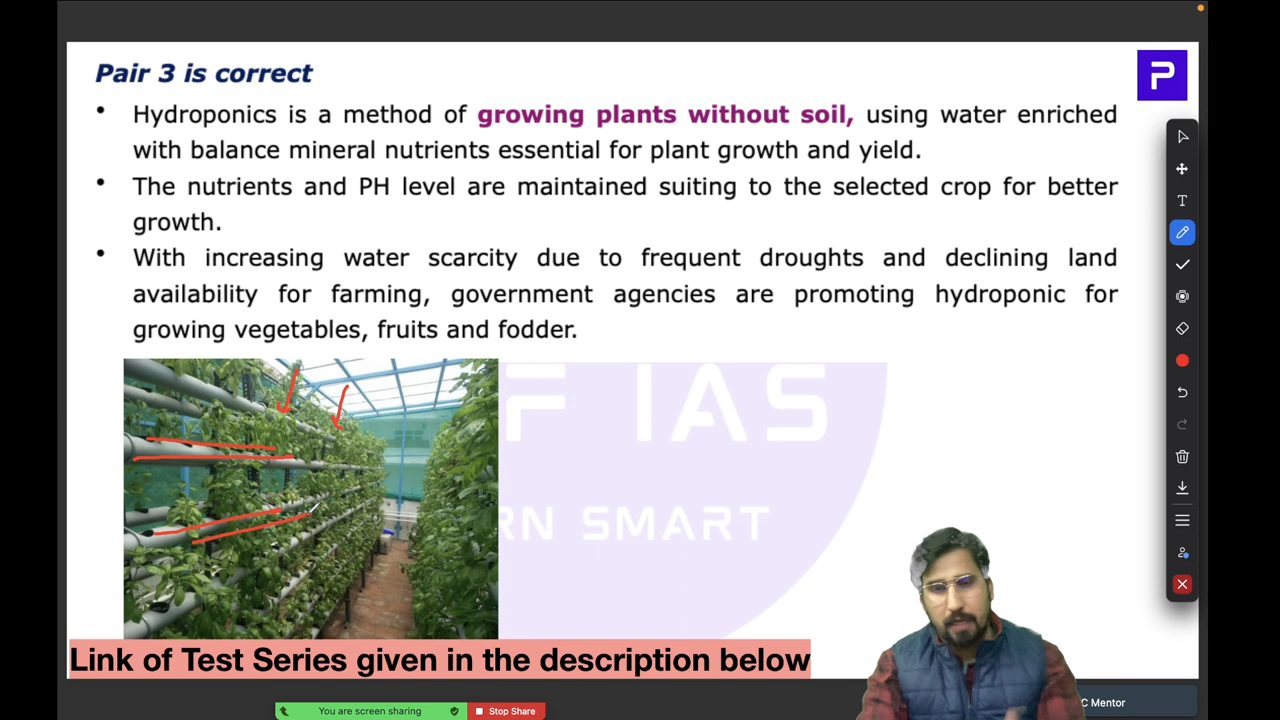 Pair 3 is correct
• Hydroponics is a method of growing plants without soil, using water enriched
with balance mineral nutrients essential for plant growth and yield.
• The nutrients and PH level are maintained suiting to the selected crop for better
growth.
• With increasing water scarcity due to frequent droughts and declining land
availability for farming, government agencies are promoting hydroponic for
growing vegetables, fruits and fodder.
F IAS
RN SMART
Link of Test Series given in the description below
C Mentor
You are screen sharing
Stop Share
P
T